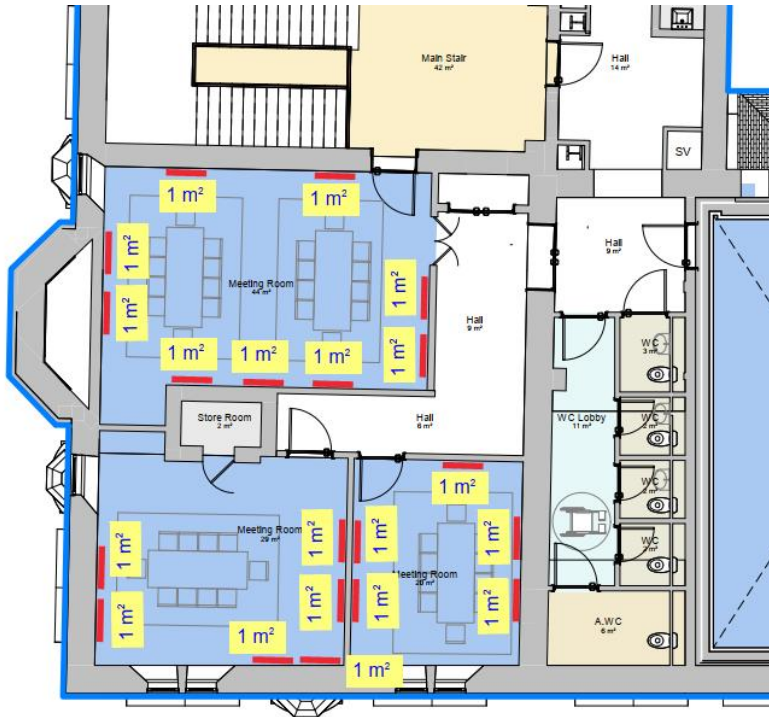 Main Stair
42 m²
Hall
14 m²
SV
1 m²
1 m²
Hall
9 m²
1 m²
1 m²
Meeting Room
44 m²
1 m²
1 m²
Hall
9 m²
1 m²
1 m²
1 m²
WC
3 m²
Store Room
2 m²
Hall
6 m²
WC Lobby
11 m²
WC
2 m²
1 m²
WC
2 m²
Meeting Room
29 m²
1 m²
1 m²
1 m²
1 m²
WC
Meeting Room
20 m²
1 m²
1 m²
1 m²
1 m²
A.WC
6 m²
1 m²
1 m²